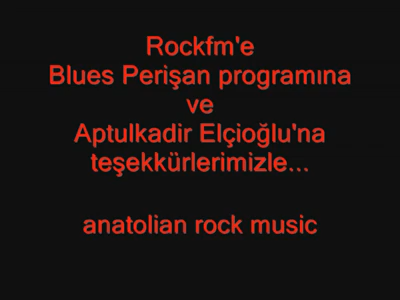 Rockfm'e
Blues Perişan programına
ve
Aptulkadir Elçioğlu'na
teşekkürlerimizle...
anatolian rock music